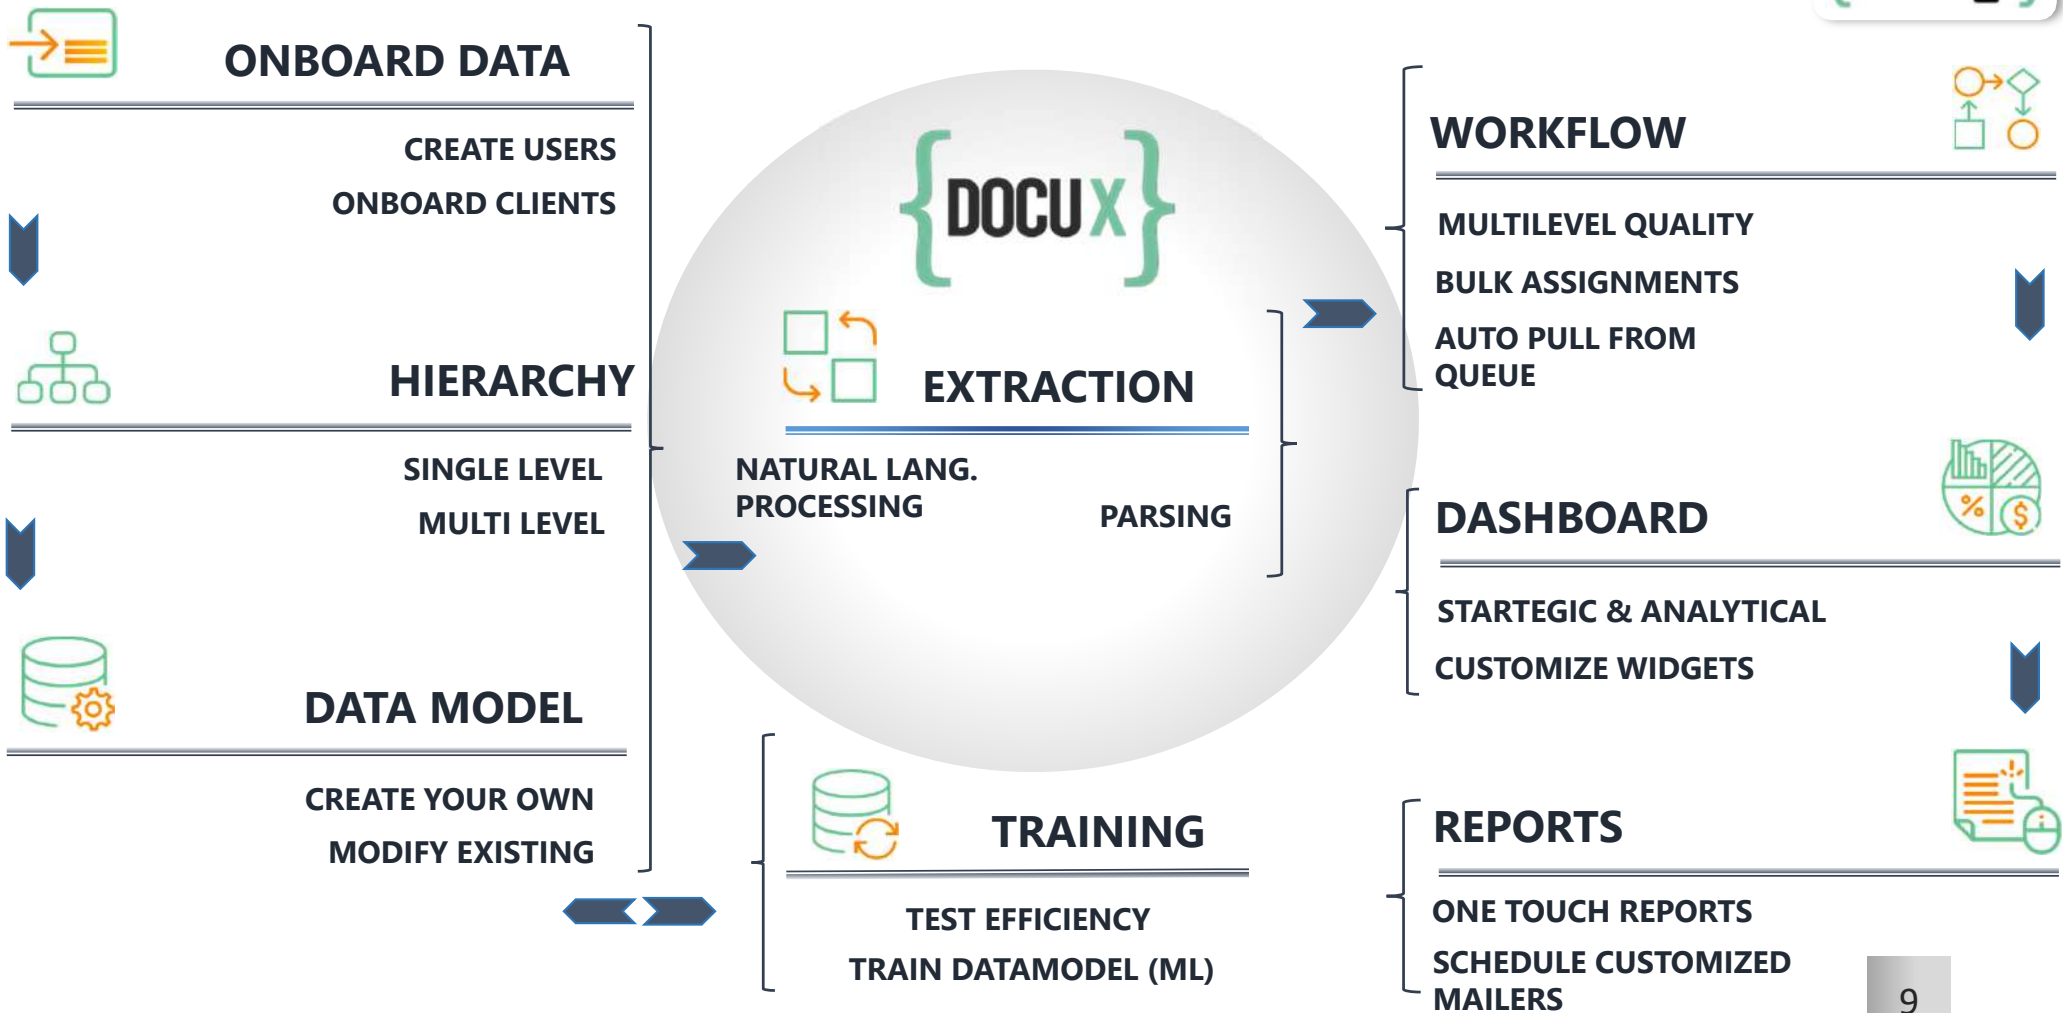 ONBOARD DATA
CREATE USERS
ONBOARD CLIENTS
HIERARCHY
SINGLE LEVEL
MULTI LEVEL
DATA MODEL
CREATE YOUR OWN
MODIFY EXISTING
{DOCUX}
EXTRACTION
NATURAL LANG.
PROCESSING
PARSING
TRAINING
TEST EFFICIENCY
TRAIN DATAMODEL (ML)
WORKFLOW
MULTILEVEL QUALITY
BULK ASSIGNMENTS
AUTO PULL FROM
QUEUE
DASHBOARD
% $
STARTEGIC & ANALYTICAL
CUSTOMIZE WIDGETS
REPORTS
ONE TOUCH REPORTS
SCHEDULE CUSTOMIZED
MAILERS
9